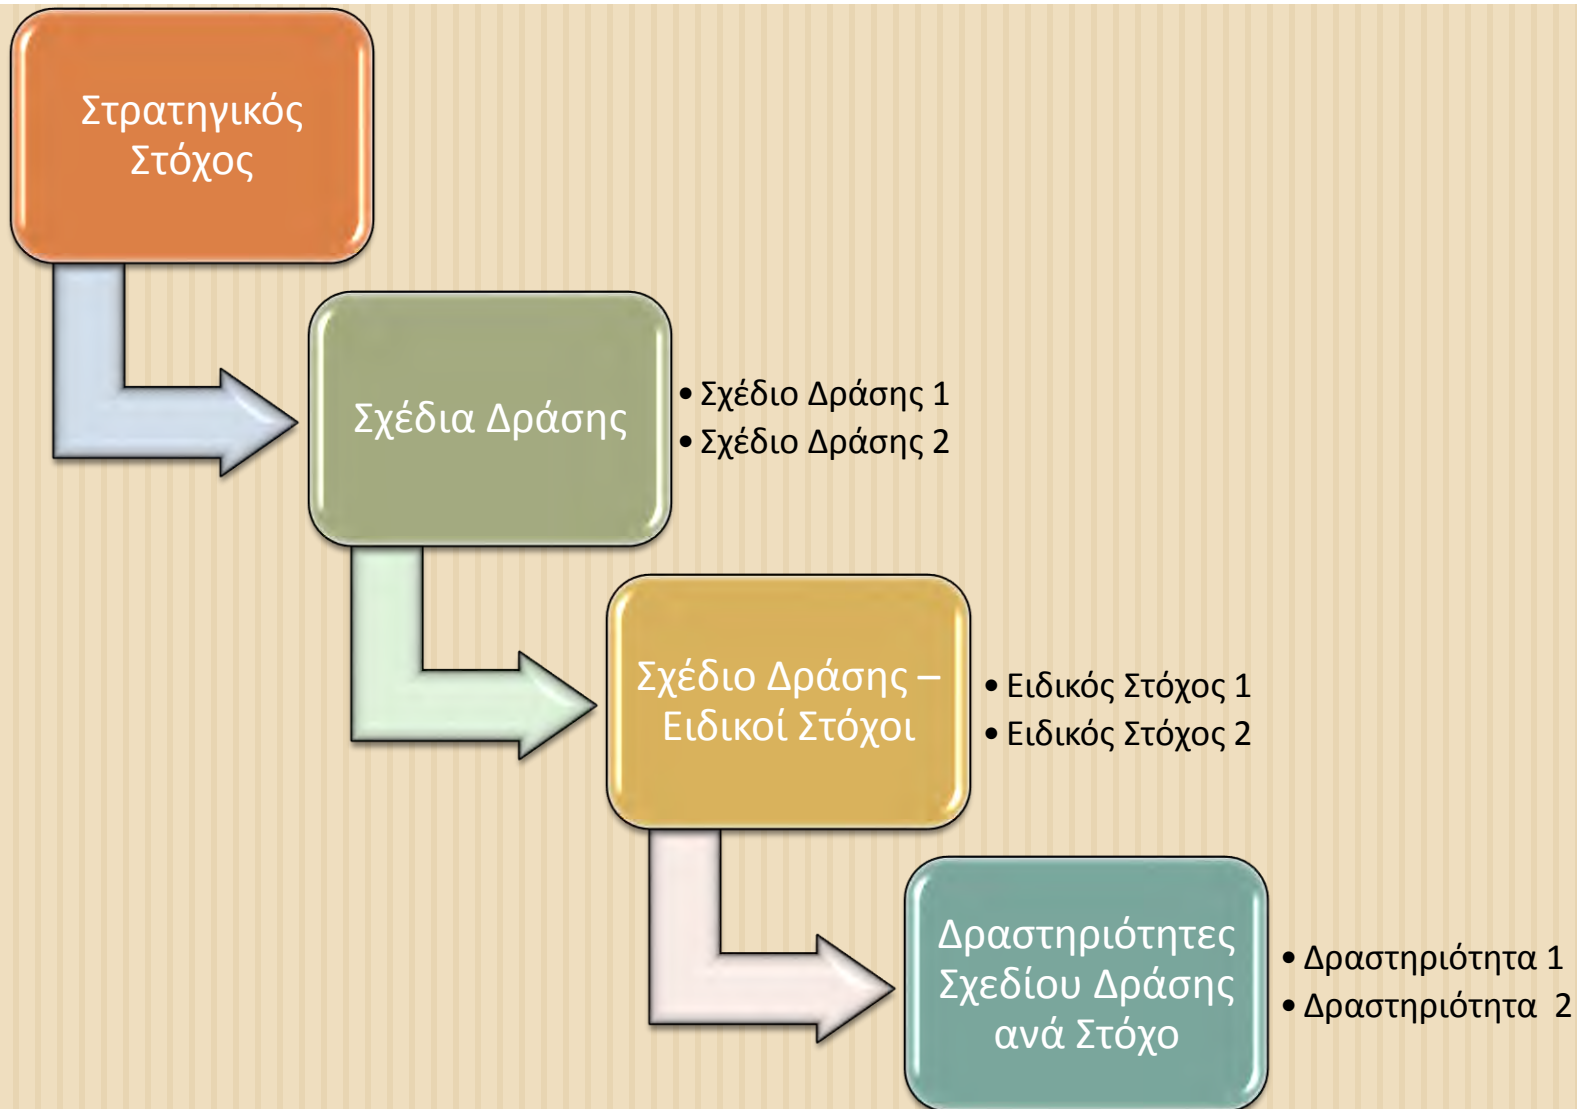 Στρατηγικός
Στόχος
Σχέδια Δράσης
• Σχέδιο Δράσης 1
• Σχέδιο Δράσης 2
Σχέδιο Δράσης –
Ειδικοί Στόχοι
• Ειδικός Στόχος 1
• Ειδικός Στόχος 2
Δραστηριότητες
Σχεδίου Δράσης
ανά Στόχο
• Δραστηριότητα 1
• Δραστηριότητα 2